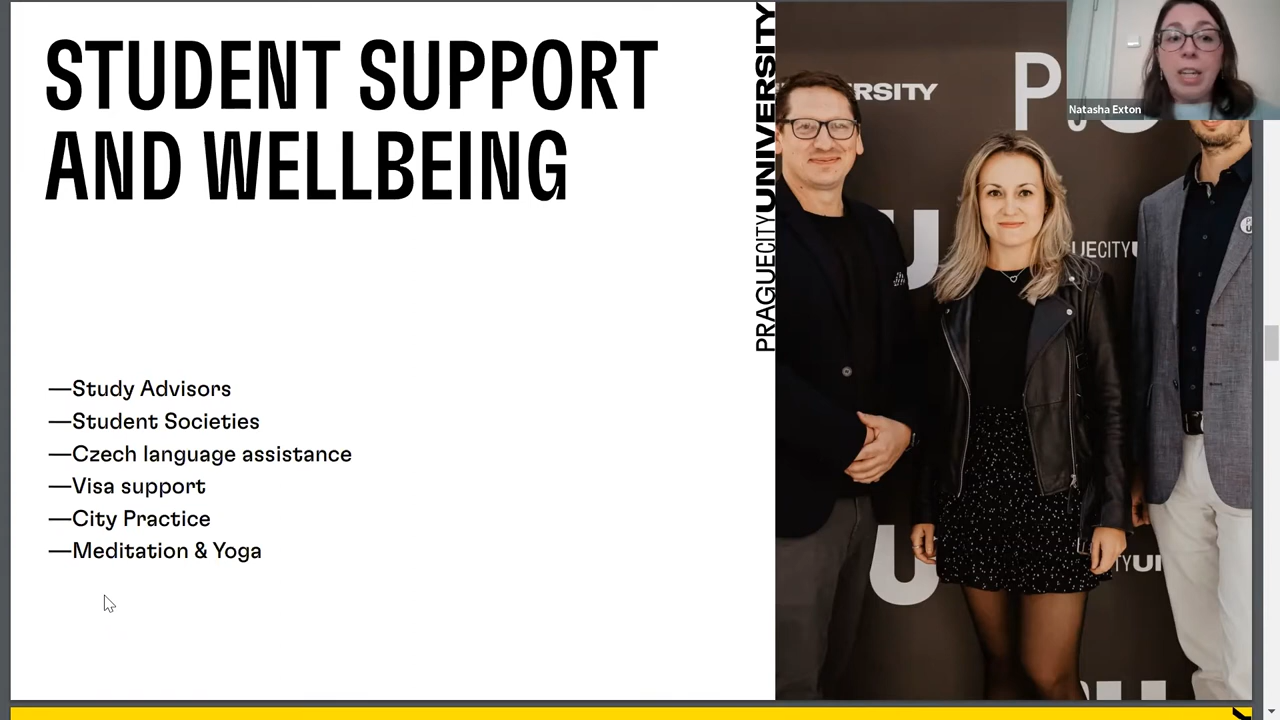 STUDENT SUPPORT
AND WELLBEING
—Study Advisors
—Student Societies
—Czech language assistance
—Visa support
—City Practice
—Meditation & Yoga
PRAGUECITYUNIVERSITY
Natasha Exton